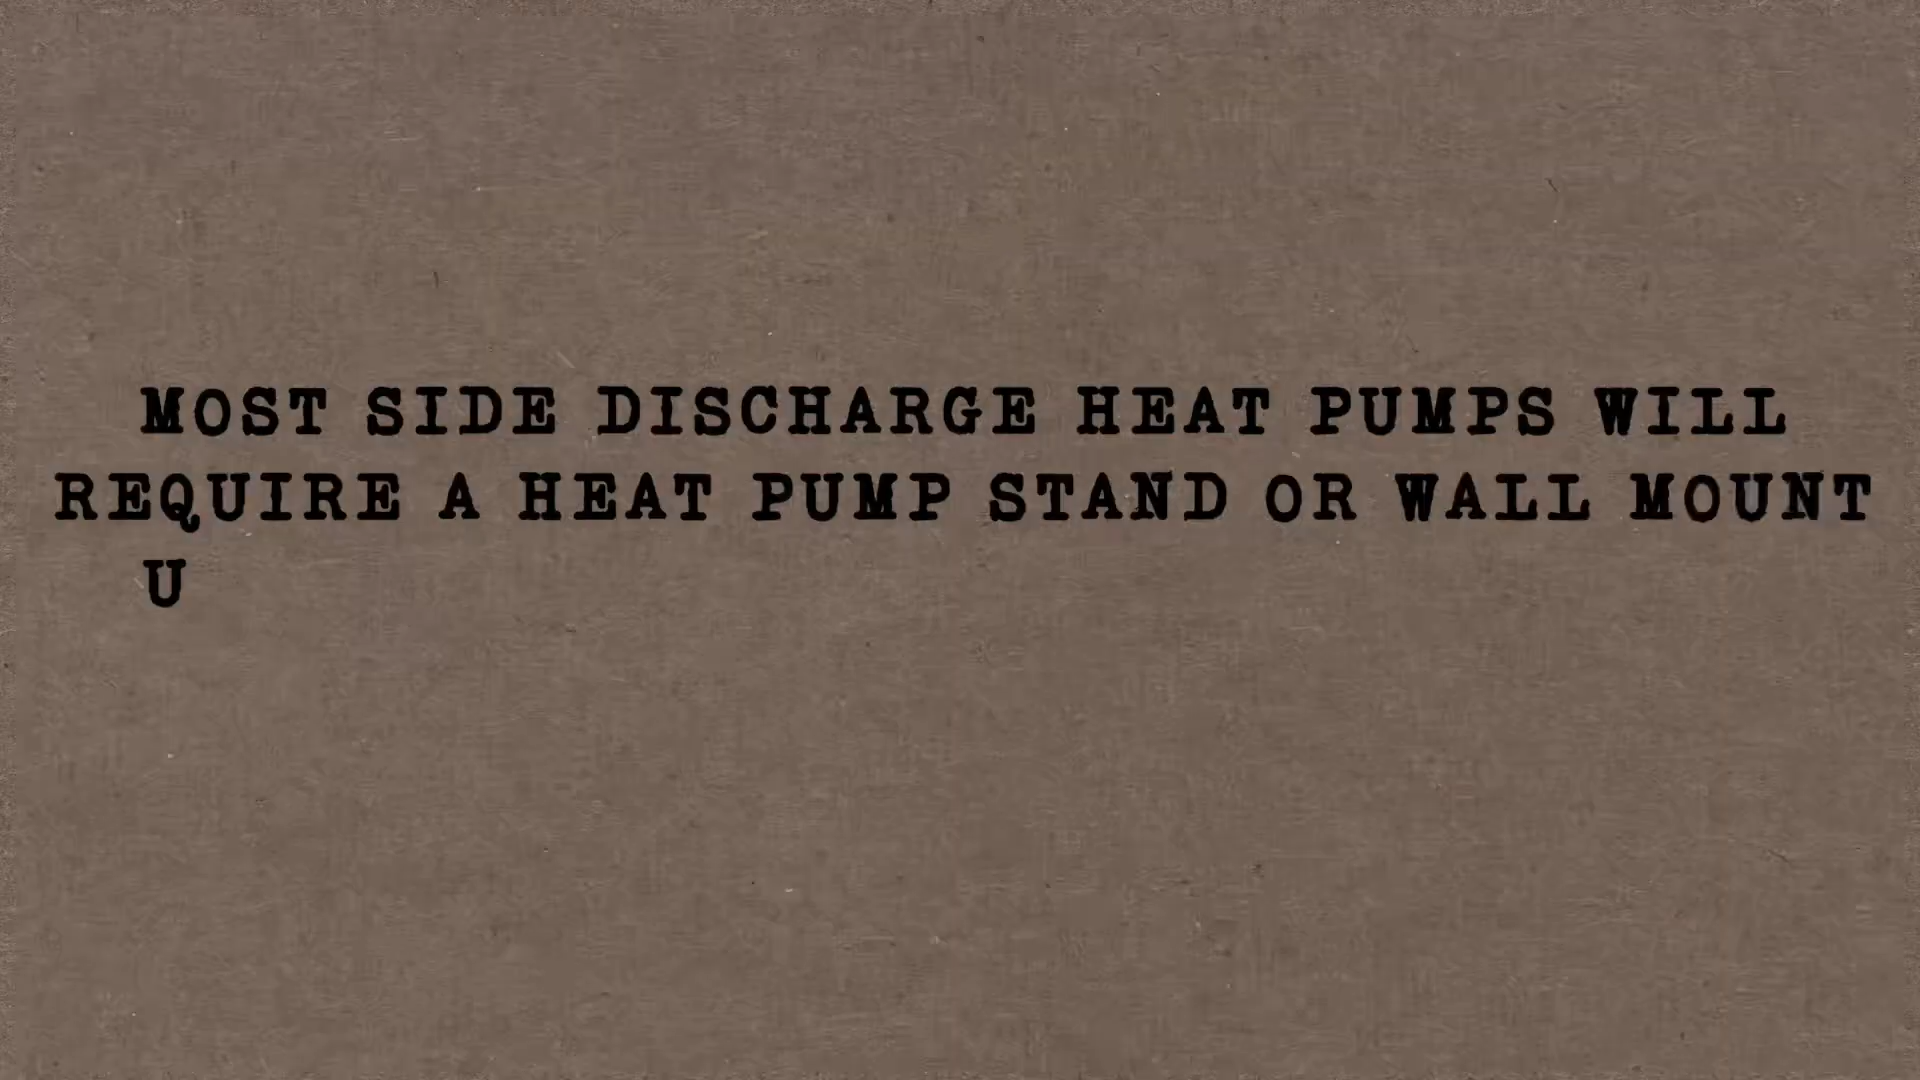 MOST SIDE DISCHARGE HEAT PUMPS WILL
REQUIRE A HEAT PUMP STAND OR WALL MOUNT
U